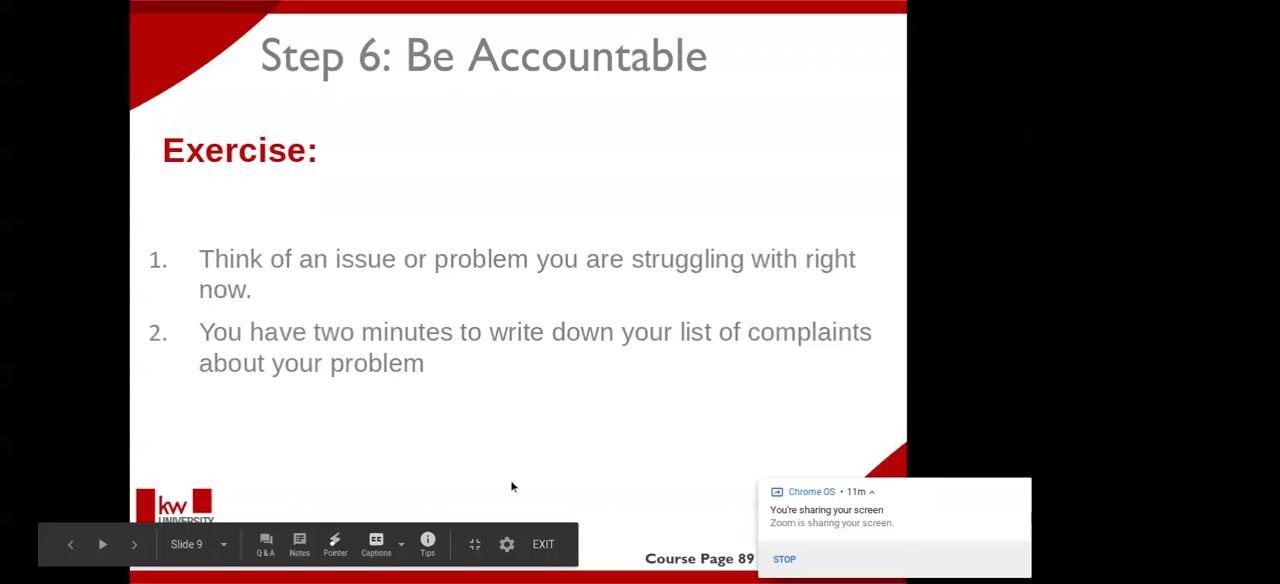 Step 6: Be Accountable
Exercise:
1. Think of an issue or problem you are struggling with right
now.
2. You have two minutes to write down your list of complaints
about your problem
kw
UNIVERSITY
Chrome OS • 11m
You're sharing your screen
Zoom is sharing your screen.
STOP
Slide 9
Q&A
Notes
Pointer
Captions
Tips
EXIT
Course Page 89